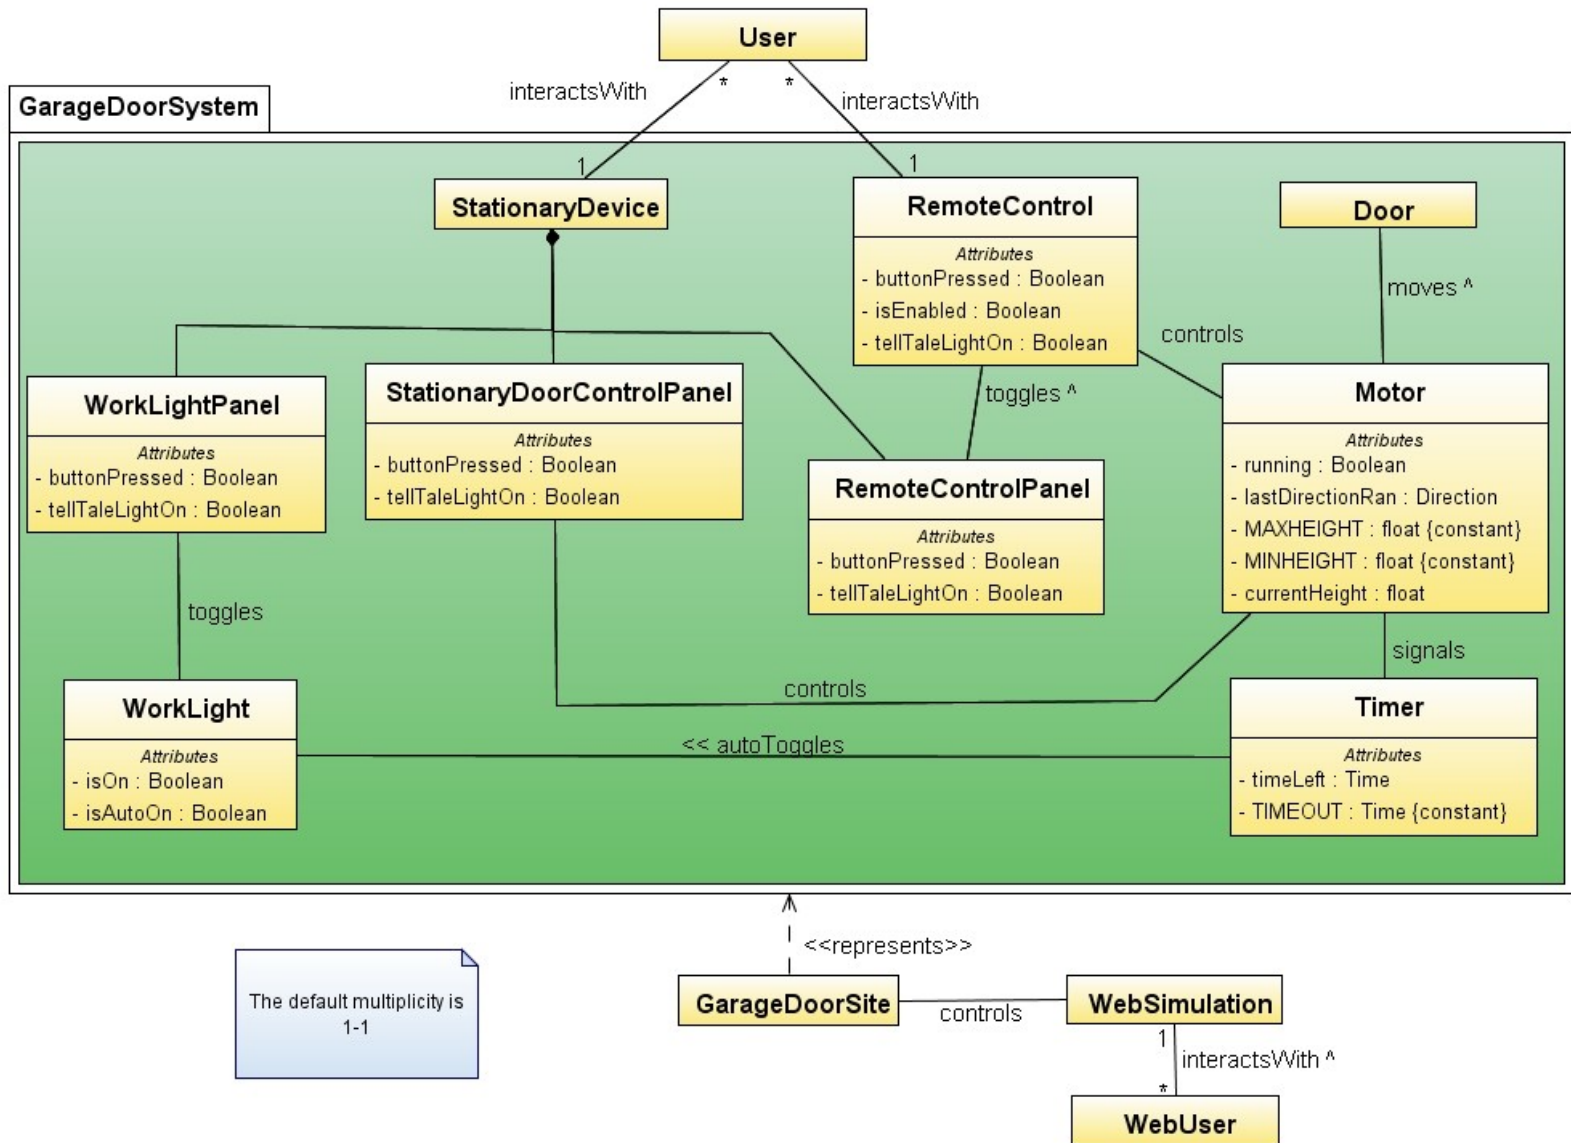 User
interactsWith
*
*
interactsWith
GarageDoorSystem
1
1
StationaryDevice
RemoteControl
Attributes
- buttonPressed : Boolean
- isEnabled : Boolean
- tellTaleLightOn : Boolean
Door
moves ^
controls
toggles ^
WorkLightPanel
Attributes
- buttonPressed : Boolean
- tellTaleLightOn : Boolean
StationaryDoorControlPanel
Attributes
- buttonPressed : Boolean
- tellTaleLightOn : Boolean
RemoteControlPanel
Attributes
- buttonPressed : Boolean
- tellTaleLightOn : Boolean
Motor
Attributes
- running : Boolean
- lastDirectionRan : Direction
- MAXHEIGHT : float {constant}
- MINHEIGHT : float {constant}
- currentHeight : float
toggles
signals
controls
WorkLight
Attributes
- isOn : Boolean
- isAutoOn : Boolean
<< autoToggles
Timer
Attributes
- timeLeft : Time
- TIMEOUT : Time {constant}
<<represents>>
The default multiplicity is
1-1
GarageDoorSite
controls
WebSimulation
1
interactsWith ^
*
WebUser